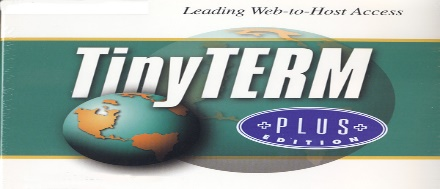 Leading Web-to-Host Access
TinyTERM
PLUS
EDITION